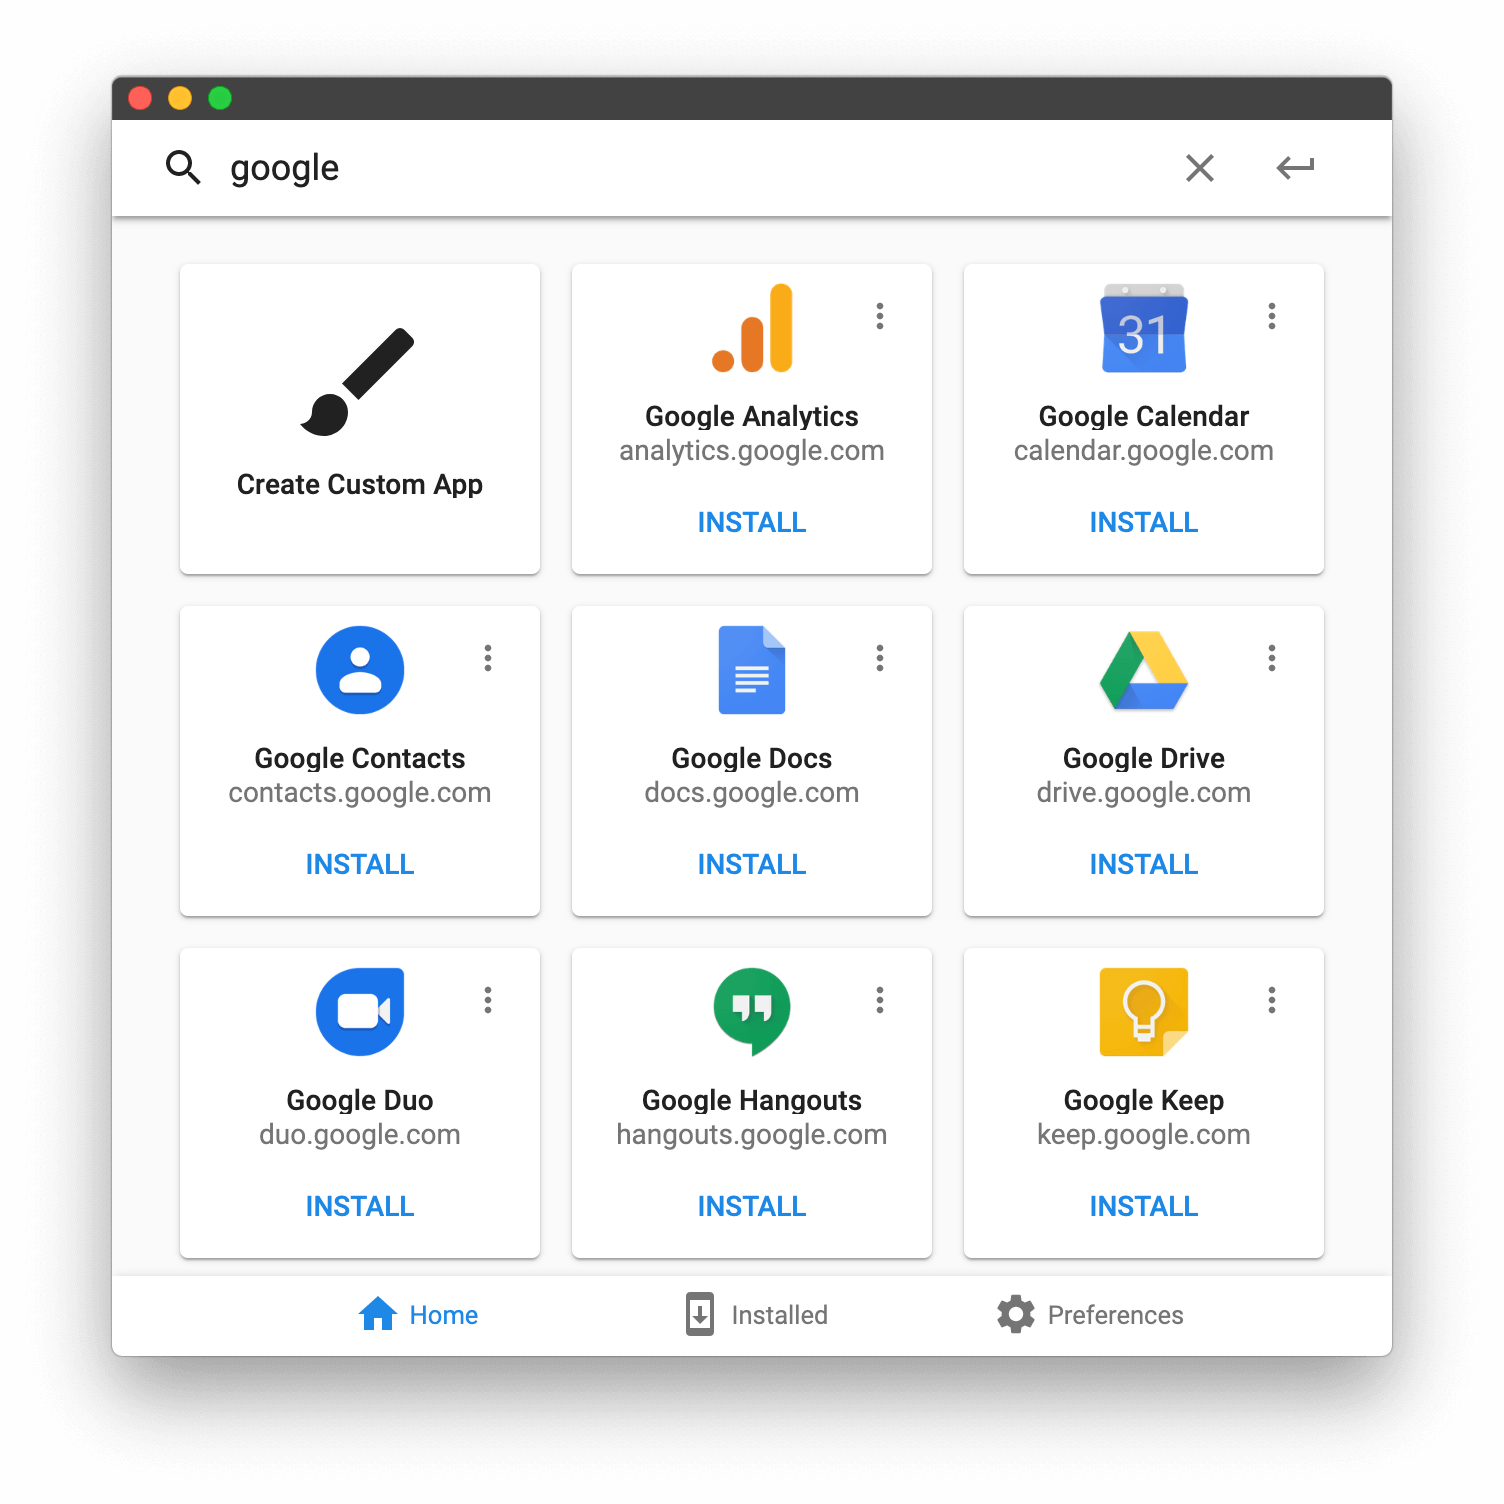 google
Create Custom App
31
Google Analytics
analytics.google.com
INSTALL
Google Calendar
calendar.google.com
INSTALL
Google Contacts
contacts.google.com
INSTALL
Google Docs
docs.google.com
INSTALL
Google Drive
drive.google.com
INSTALL
Google Duo
duo.google.com
INSTALL
Google Hangouts
hangouts.google.com
INSTALL
Google Keep
keep.google.com
INSTALL
Home
Installed
Preferences